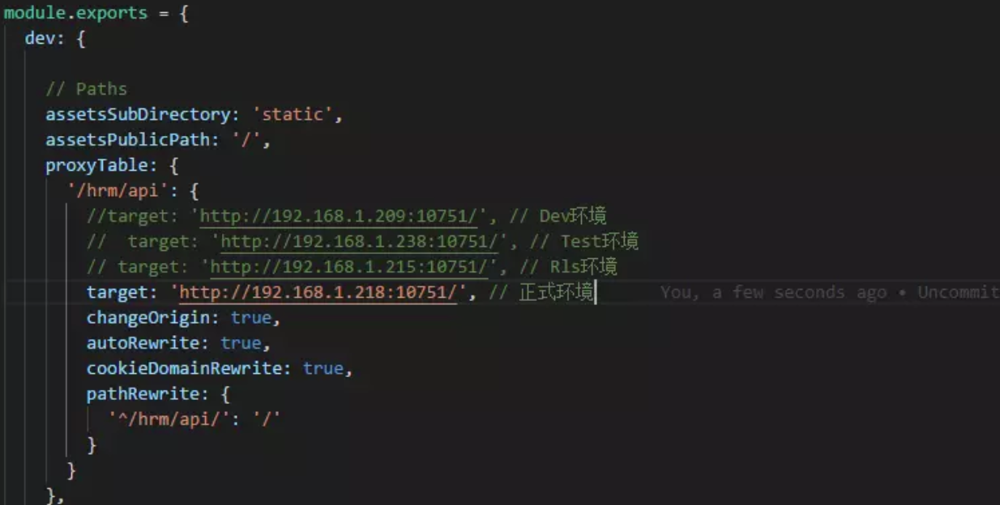 module.exports = {
dev: {
// Paths
assetsSubDirectory: 'static',
assetsPublicPath: '/',
proxyTable: {
'/hrm/api': {
//target: 'http://192.168.1.209:10751/', // Dev环境
//  target: 'http://192.168.1.238:10751/', // Test环境
// target: 'http://192.168.1.215:10751/', // Rls环境
target: 'http://192.168.1.218:10751/', // 正式环境 You, a few seconds ago • Uncommit
changeOrigin: true,
autoRewrite: true,
cookieDomainRewrite: true,
pathRewrite: {
'^/hrm/api/': '/'
}
}
},